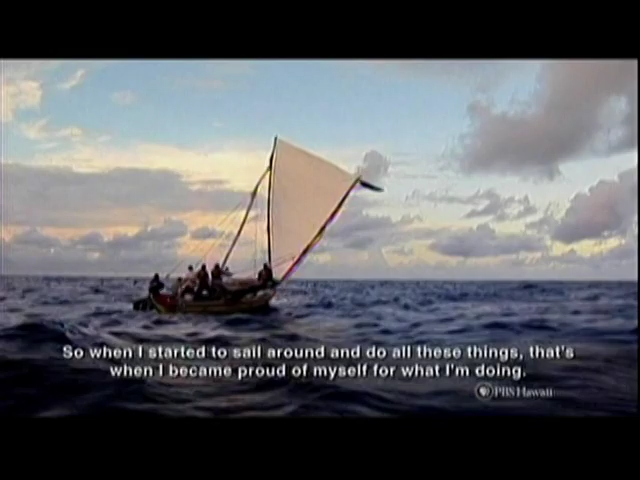 So when I started to sail around and do all these things, that's
when I became proud of myself for what I'm doing.
PBS Hawaii